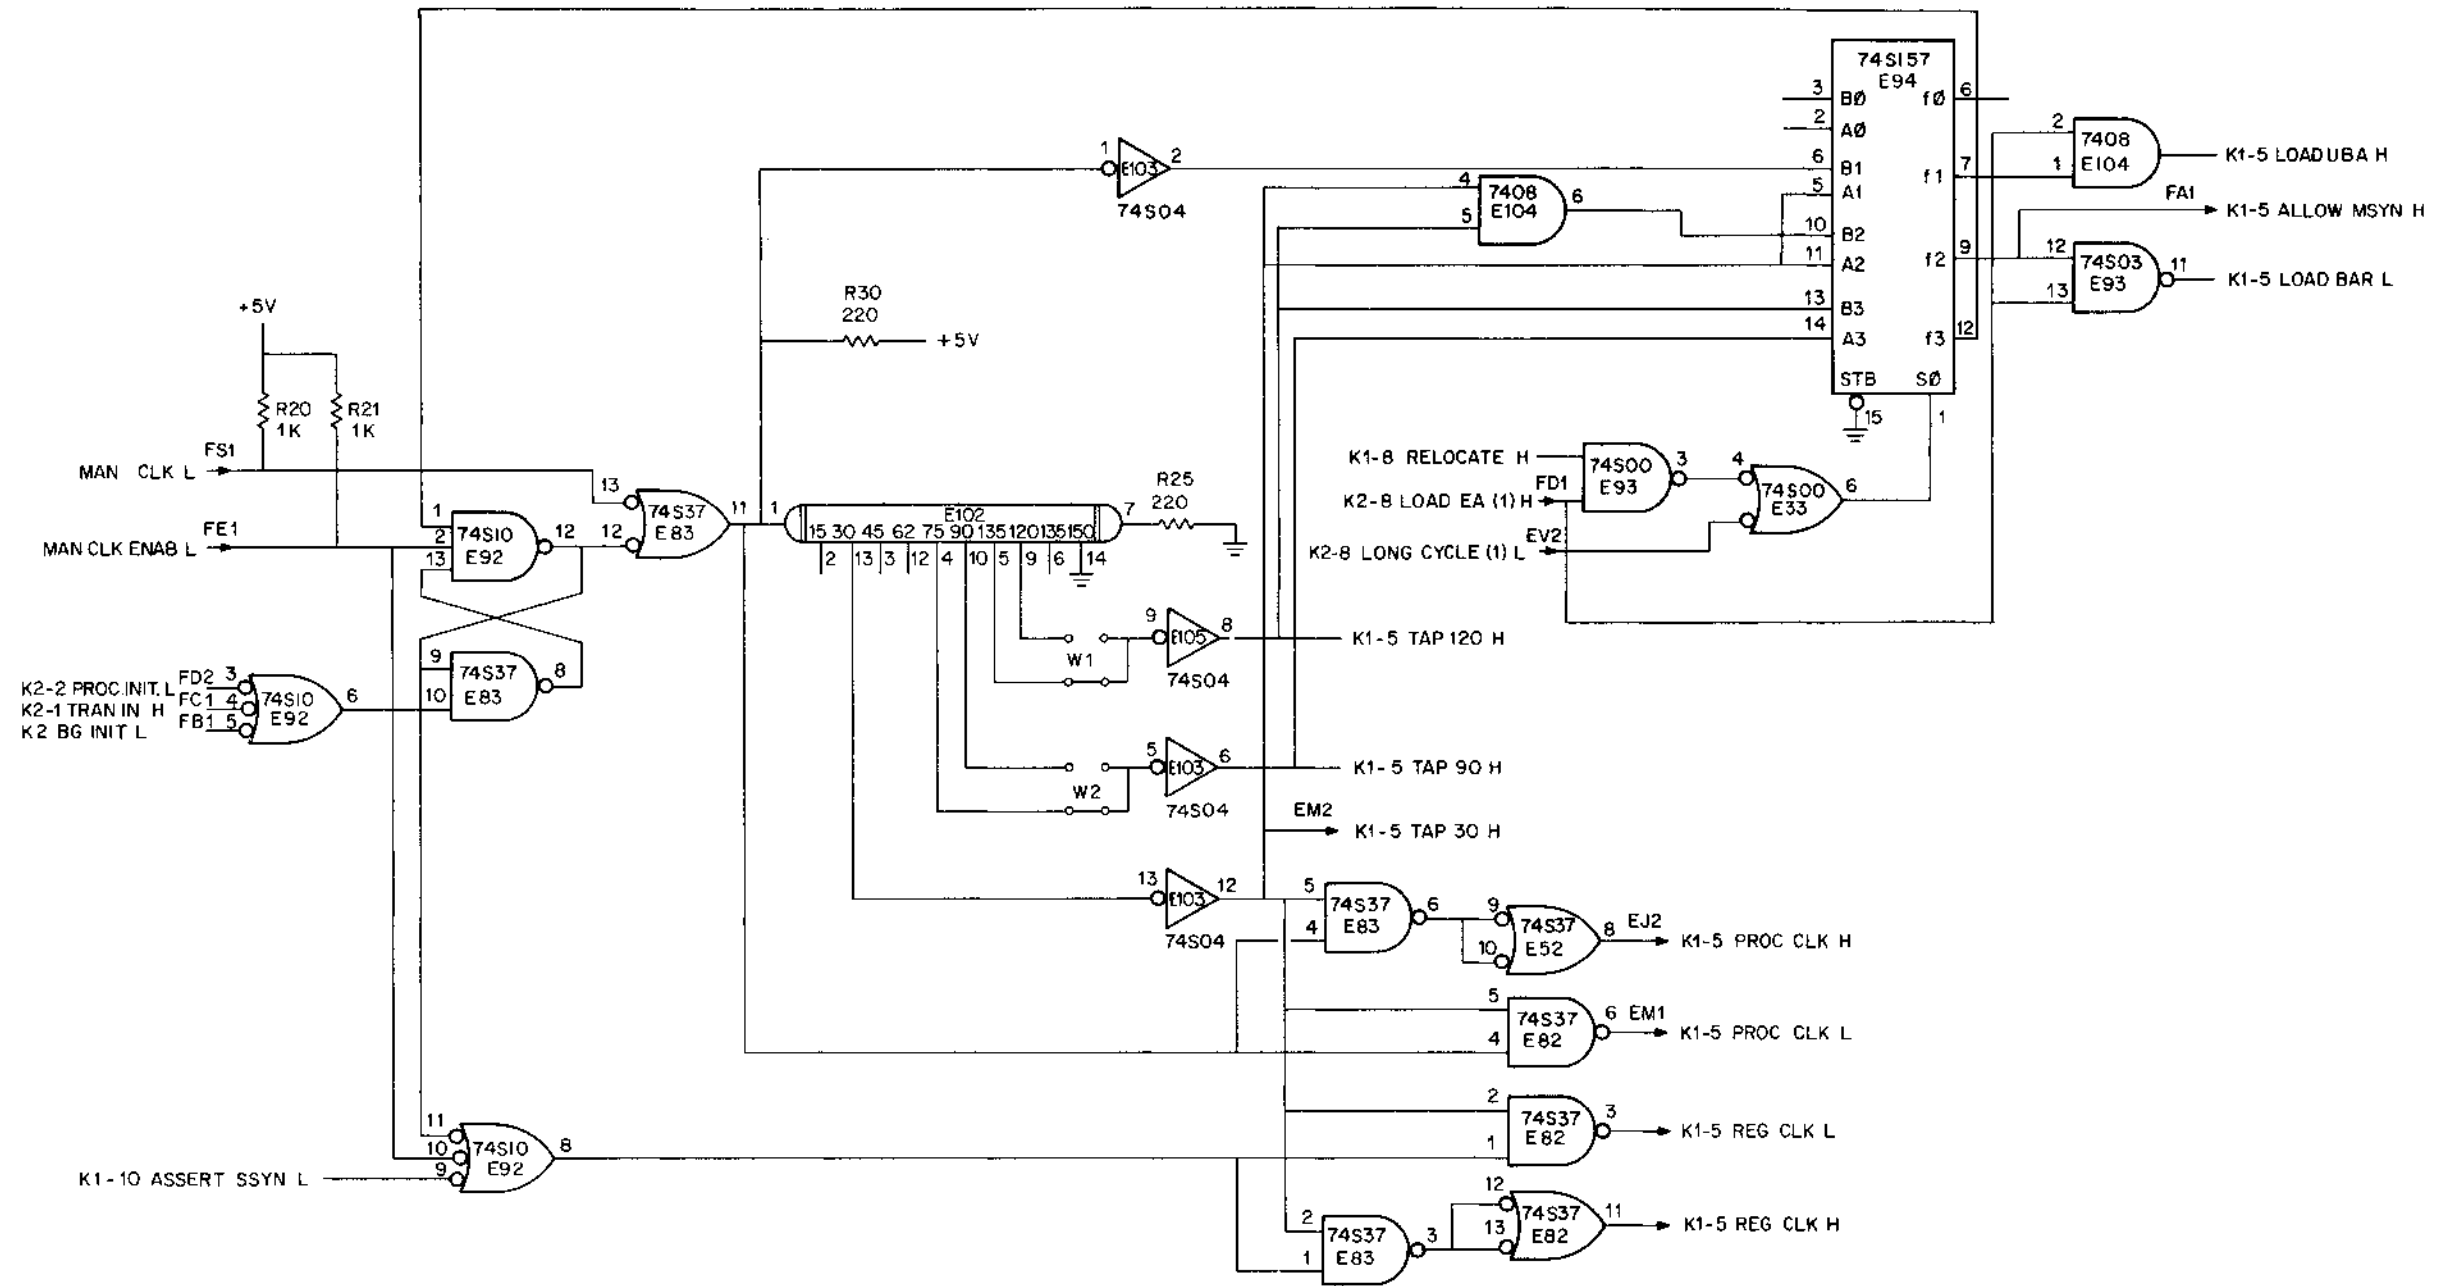 74S157
E94
3 BØ fØ 6
2 AØ
6 B1
5 A1 f1 7
10 B2
11 A2 f2 9
13 B3
14 A3 f3 12
STB SØ
15
1
2
7408
1 E104
K1-5 LOAD UBA H
FA1
K1-5 ALLOW MSYN H
12
74S03
E93
13
11
K1-5 LOAD BAR L
1 E103 2
74S04
4
7408
E104
5
6
R30
220
+5V
+5V
R20
1K
R21
1K
FS1
MAN CLK L
FE1
MAN CLK ENAB L
1
2
13
74S10
E92
12
13
12
74S37
E83
11
1
E102
15 30 45 62 75 90 135 120 135 150
2 13 3 12 4 10 5 9 6 14
7
R25
220
K1-8 RELOCATE H
FD1
K2-8 LOAD EA (1) H
EV2
K2-8 LONG CYCLE (1) L
74S00
E93
3
4
74S00
E33
6
9 E105 8
W1
74S04
K1-5 TAP 120 H
K2-2 PROC.INIT. L FD2 3
K2-1 TRAN IN H FC1 4
K2 BG INIT L FB1 5
74S10
E92
6
9
10
74S37
E83
8
5 E103 6
W2
74S04
K1-5 TAP 90 H
EM2
K1-5 TAP 30 H
13 E103 12
74S04
5
4
74S37
E83
6
9
10
74S37
E52
8
EJ2
K1-5 PROC CLK H
5
4
74S37
E82
6
EM1
K1-5 PROC CLK L
2
1
74S37
E82
3
K1-5 REG CLK L
11
10
9
74S10
E92
8
K1-10 ASSERT SSYN L
2
1
74S37
E83
3
12
13
74S37
E82
11
K1-5 REG CLK H